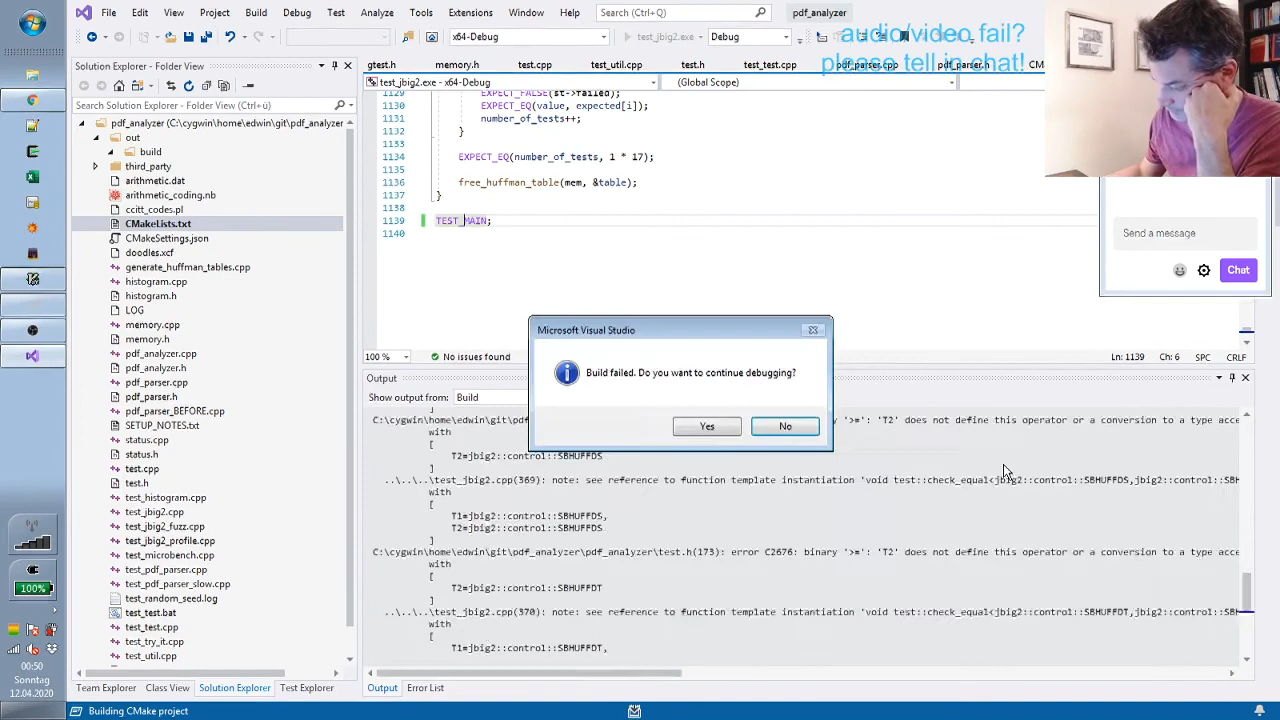 File Edit View Project Build Debug Test Analyze Tools Extensions Window Help Search (Ctrl+Q) pdf_analyzer
x64-Debug test_jbig2.exe Debug
audio/video fail?
please tell in chat!
Solution Explorer - Folder View
Search Solution Explorer - Folder View (Ctrl+ü)
pdf_analyzer (C:\cygwin\home\edwin\git\pdf_analyzer
out
build
third_party
arithmetic.dat
arithmetic_coding.nb
ccitt_codes.pl
CMakeLists.txt
CMakeSettings.json
doodles.xcf
generate_huffman_tables.cpp
histogram.cpp
histogram.h
LOG
memory.cpp
memory.h
pdf_analyzer.cpp
pdf_analyzer.h
pdf_parser.cpp
pdf_parser.h
pdf_parser_BEFORE.cpp
SETUP_NOTES.txt
status.cpp
status.h
test.cpp
test.h
test_histogram.cpp
test_jbig2.cpp
test_jbig2_fuzz.cpp
test_jbig2_profile.cpp
test_microbench.cpp
test_pdf_parser.cpp
test_pdf_parser_slow.cpp
test_random_seed.log
test_test.bat
test_test.cpp
test_try_it.cpp
test_util.cpp
Team Explorer Class View Solution Explorer Test Explorer
gtest.h memory.h test.cpp test_util.cpp test.h test_test.cpp pdf_parser.cpp pdf_parser.h
test_jbig2.exe - x64-Debug (Global Scope)
1129 EXPECT_FALSE(st->failed);
1130 EXPECT_EQ(value, expected[i]);
1131 number_of_tests++;
1132 }
1133
1134 EXPECT_EQ(number_of_tests, 1 * 17);
1135
1136 free_huffman_table(mem, &table);
1137 }
1138
1139 TEST_MAIN;
1140
100 % No issues found Ln: 1139 Ch: 6 SPC CRLF
Send a message
Chat
Microsoft Visual Studio
Build failed. Do you want to continue debugging?
Yes No
Output
Show output from: Build
]
C:\cygwin\home\edwin\git 'T2' does not define this operator or a conversion to a type acce
with
[
T2=jbig2::control::SBHUFFDS
]
..\..\..\test_jbig2.cpp(369): note: see reference to function template instantiation 'void test::check_equal<jbig2::control::SBHUFFDS,jbig2::control::SBH
with
[
T1=jbig2::control::SBHUFFDS,
T2=jbig2::control::SBHUFFDS
]
C:\cygwin\home\edwin\git\pdf_analyzer\pdf_analyzer\test.h(173): error C2676: binary '>=': 'T2' does not define this operator or a conversion to a type acce
with
[
T2=jbig2::control::SBHUFFDT
]
..\..\..\test_jbig2.cpp(370): note: see reference to function template instantiation 'void test::check_equal<jbig2::control::SBHUFFDT,jbig2::control::SBH
with
[
T1=jbig2::control::SBHUFFDT,
Output Error List
Building CMake project
100%
00:50
Sonntag
12.04.2020